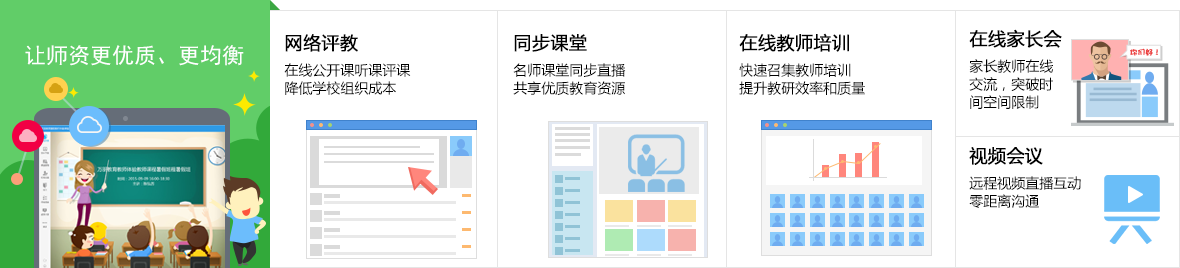 让师资更优质、更均衡
网络评教
在线公开课听课评课
降低学校组织成本
同步课堂
名师课堂同步直播
共享优质教育资源
在线教师培训
快速召集教师培训
提升教研效率和质量
在线家长会
家长教师在线
交流，突破时
间空间限制
你们好！
视频会议
远程视频直播互动
零距离沟通